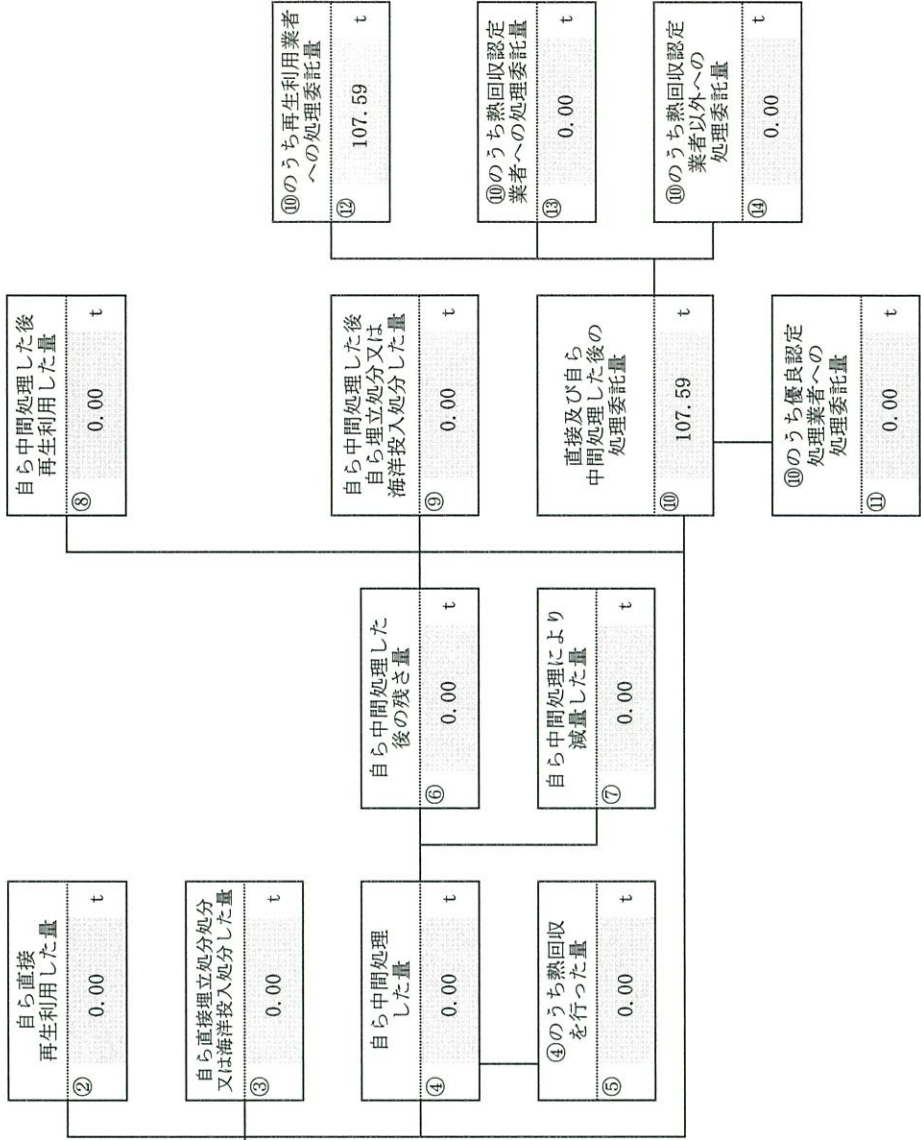 自ら直接
再生利用した量
② 0.00 t
自ら直接埋立処分処分
又は海洋投入処分した量
③ 0.00 t
自ら中間処理
した量
④ 0.00 t
④のうち熱回収
を行った量
⑤ 0.00 t
自ら中間処理した
後の残さ量
⑥ 0.00 t
自ら中間処理により
減量した量
⑦ 0.00 t
自ら中間処理した後
再生利用した量
⑧ 0.00 t
自ら中間処理した後
自ら埋立処分又は
海洋投入処分した量
⑨ 0.00 t
直接及び自ら
中間処理した後の
処理委託量
⑩ 107.59 t
⑩のうち優良認定
処理業者への
処理委託量
⑪ 0.00 t
⑩のうち再生利用業者
への処理委託量
⑫ 107.59 t
⑩のうち熱回収認定
業者への処理委託量
⑬ 0.00 t
⑩のうち熱回収認定
業者以外への
処理委託量
⑭ 0.00 t